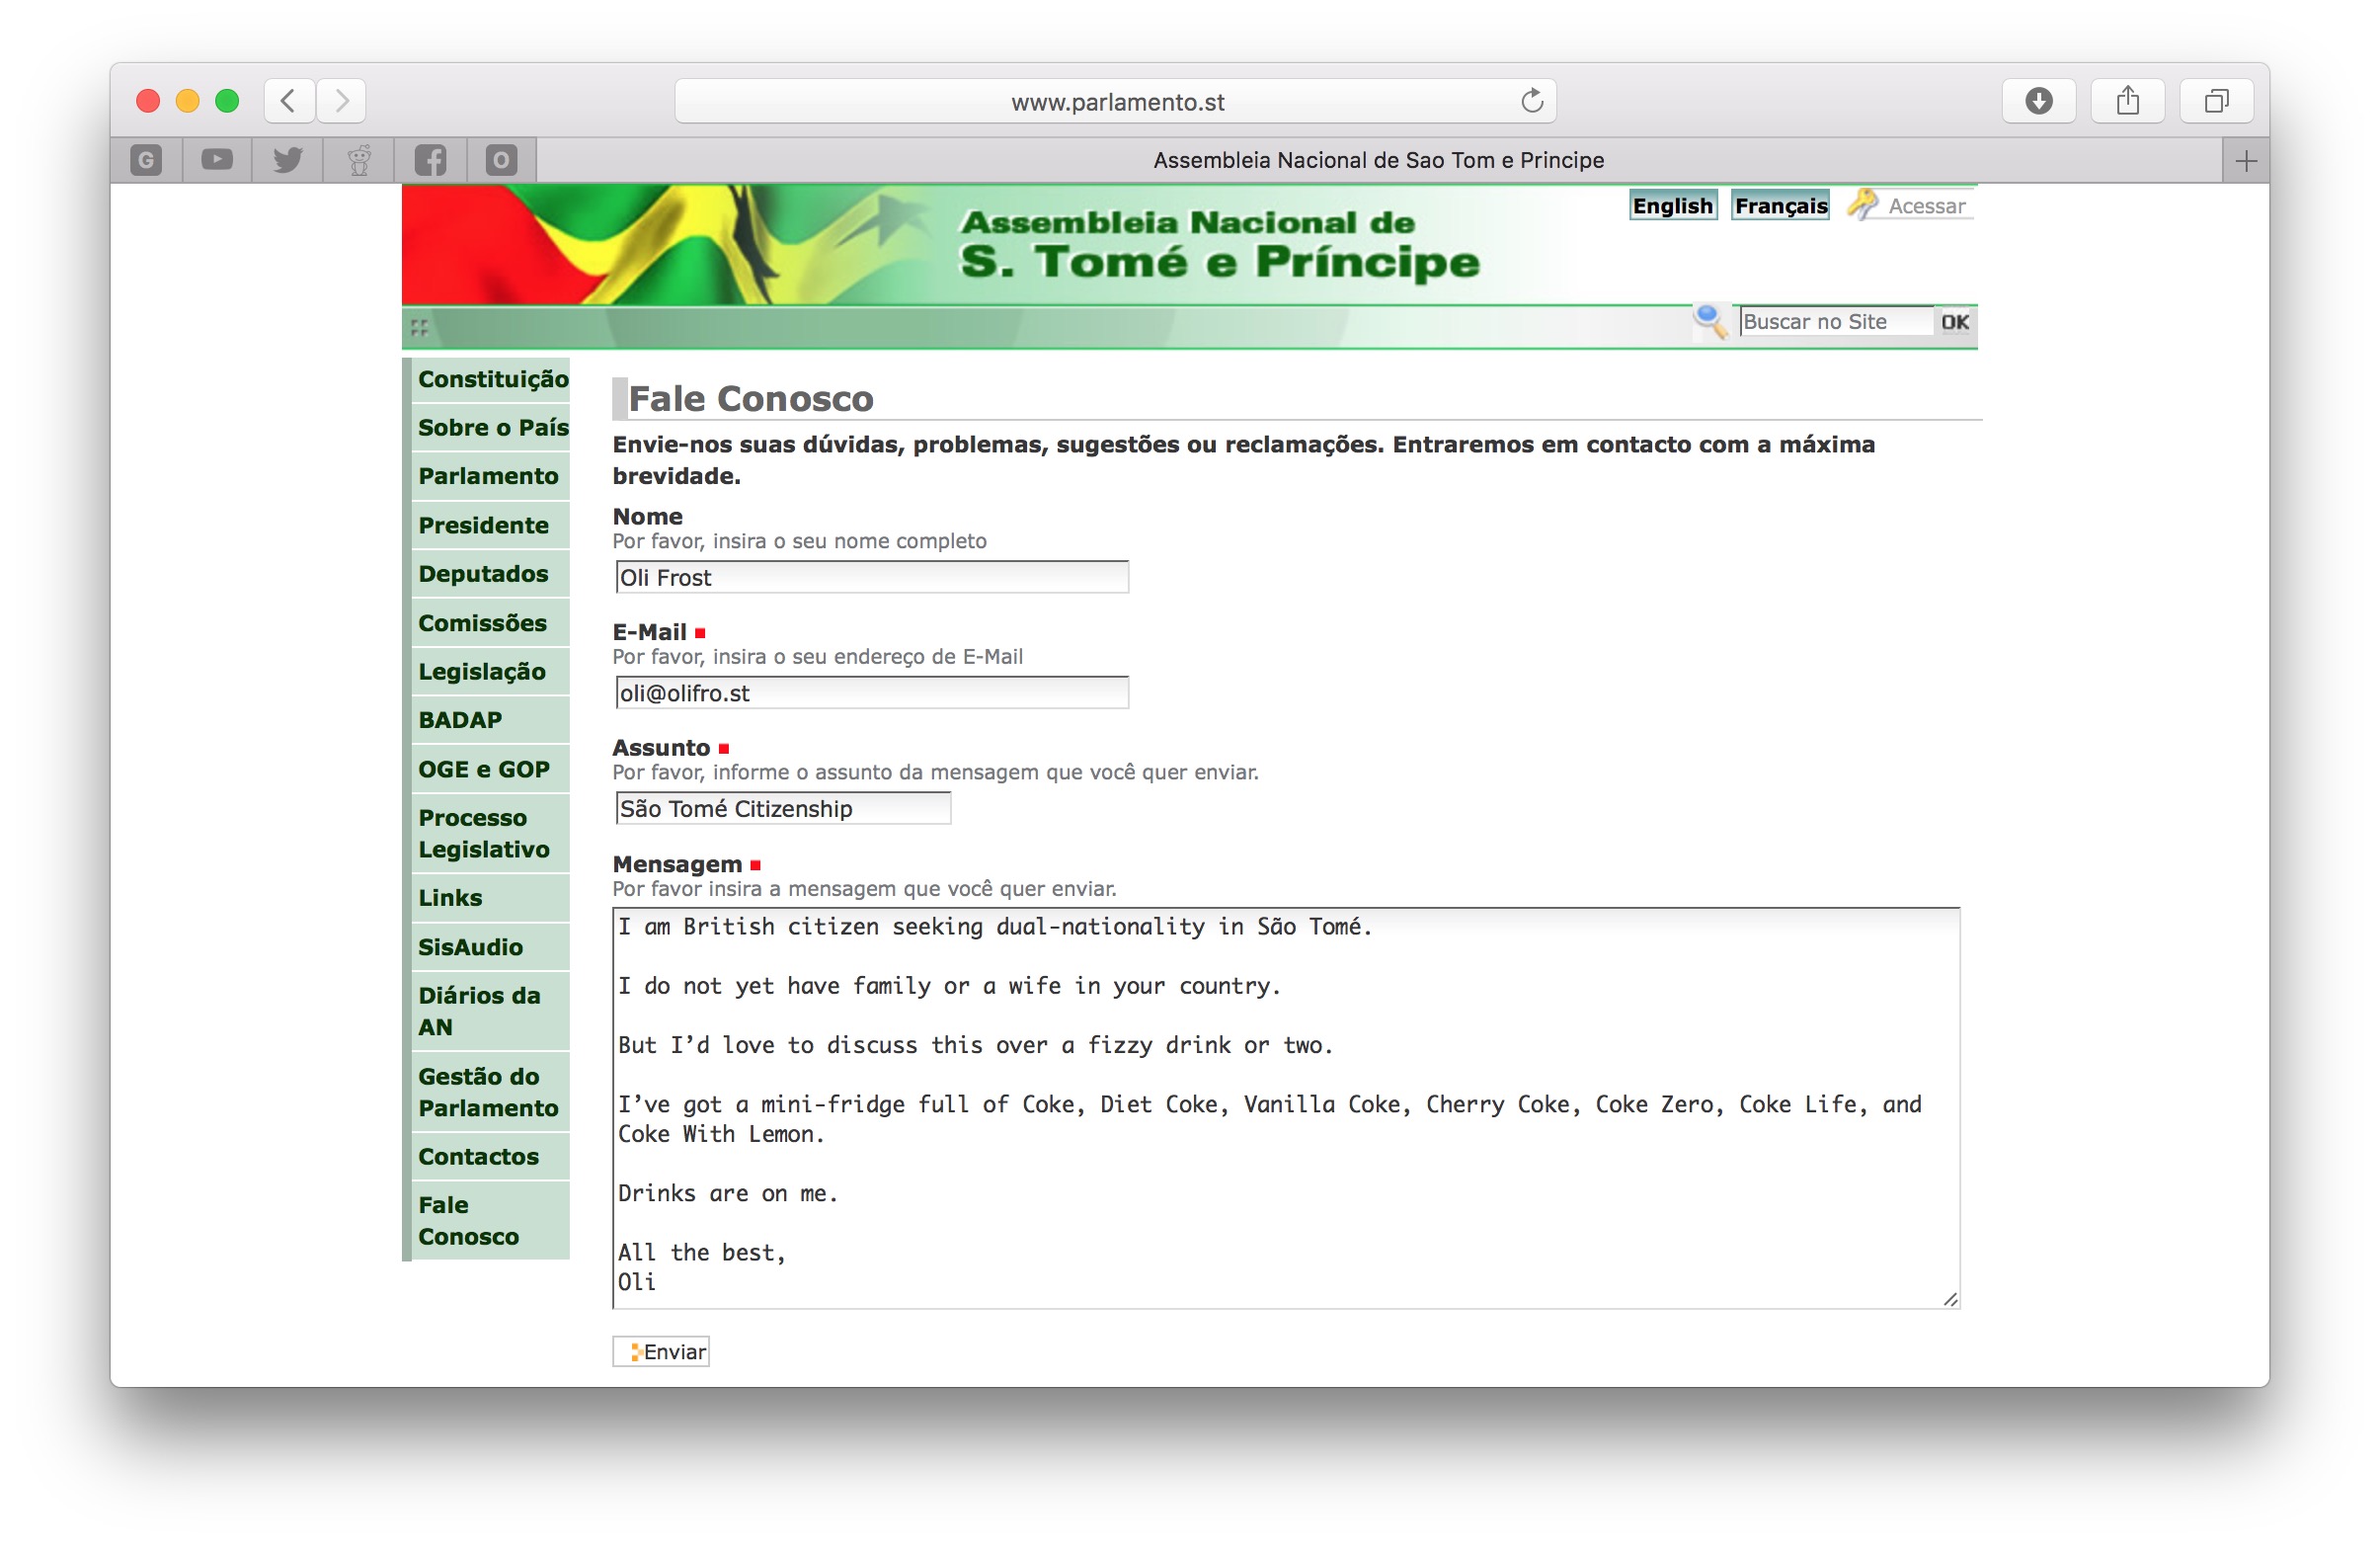 www.parlamento.st
G
O
Assembleia Nacional de Sao Tom e Principe
Assembleia Nacional de
S. Tomé e Príncipe
English
Français
Acessar
Buscar no Site
OK
Constituição
Sobre o País
Parlamento
Presidente
Deputados
Comissões
Legislação
BADAP
OGE e GOP
Processo
Legislativo
Links
SisAudio
Diários da
AN
Gestão do
Parlamento
Contactos
Fale
Conosco
Fale Conosco
Envie-nos suas dúvidas, problemas, sugestões ou reclamações. Entraremos em contacto com a máxima
brevidade.
Nome
Por favor, insira o seu nome completo
Oli Frost
E-Mail
Por favor, insira o seu endereço de E-Mail
oli@olifro.st
Assunto
Por favor, informe o assunto da mensagem que você quer enviar.
São Tomé Citizenship
Mensagem
Por favor insira a mensagem que você quer enviar.
I am British citizen seeking dual-nationality in São Tomé.
I do not yet have family or a wife in your country.
But I’d love to discuss this over a fizzy drink or two.
I’ve got a mini-fridge full of Coke, Diet Coke, Vanilla Coke, Cherry Coke, Coke Zero, Coke Life, and
Coke With Lemon.
Drinks are on me.
All the best,
Oli
Enviar